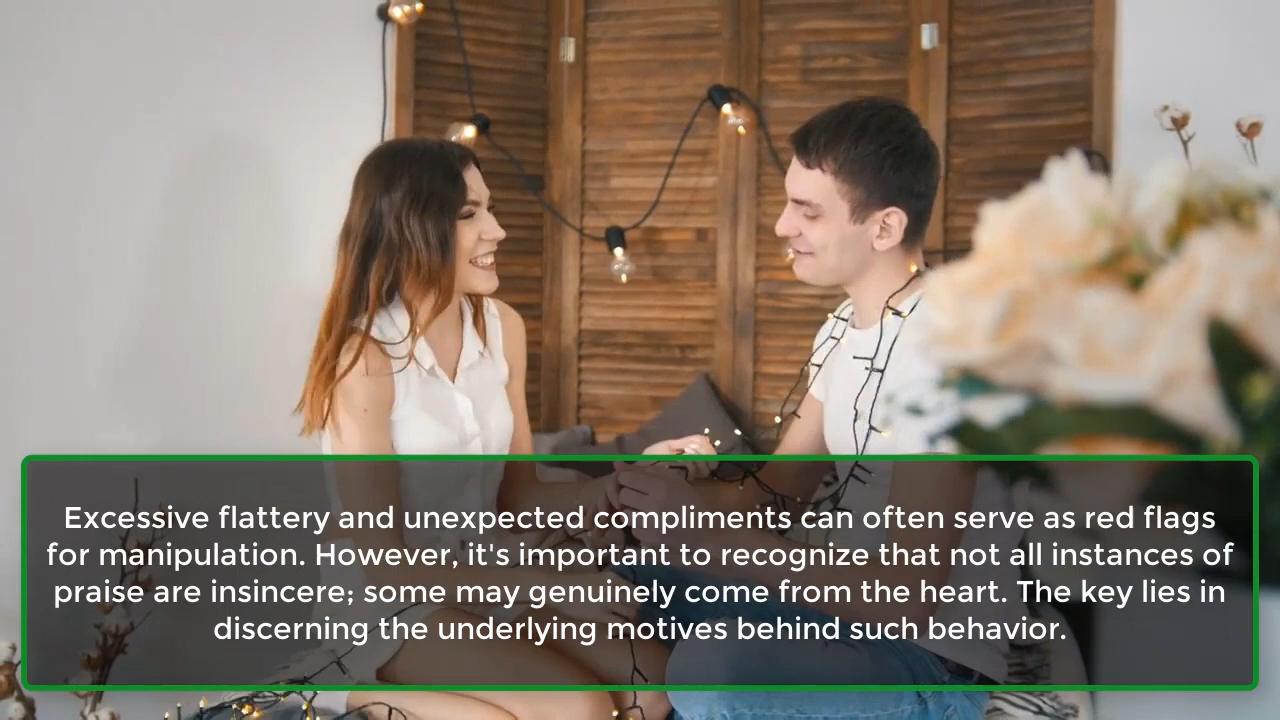 Excessive flattery and unexpected compliments can often serve as red flags
for manipulation. However, it's important to recognize that not all instances of
praise are insincere; some may genuinely come from the heart. The key lies in
discerning the underlying motives behind such behavior.